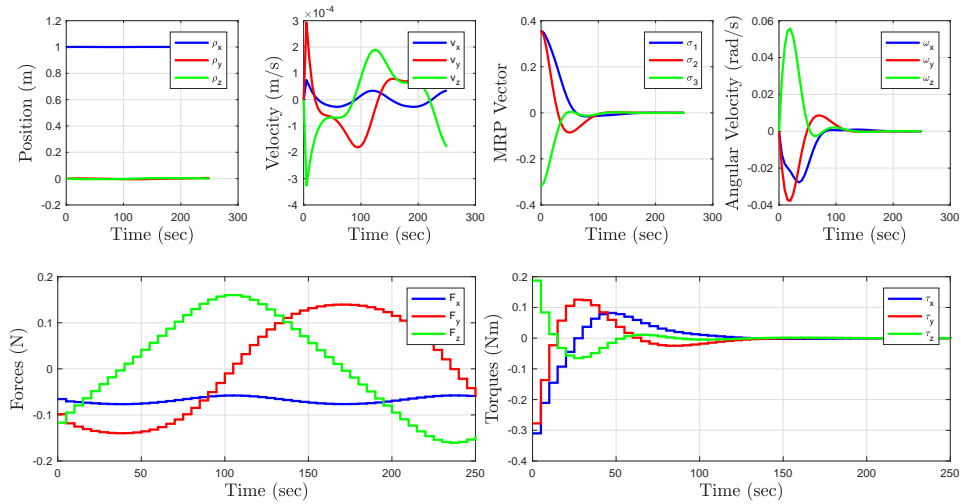 Position (m)
1.2
1
0.8
0.6
0.4
0.2
0
-0.2
0
100
200
300
Time (sec)
ρx
ρy
ρz
Velocity (m/s)
×10-4
3
2
1
0
-1
-2
-3
-4
0
100
200
300
Time (sec)
vx
vy
vz
MRP Vector
0.4
0.2
0
-0.2
-0.4
0
100
200
300
Time (sec)
σ1
σ2
σ3
Angular Velocity (rad/s)
0.06
0.04
0.02
0
-0.02
-0.04
0
100
200
300
Time (sec)
ωx
ωy
ωz
Forces (N)
0.2
0.1
0
-0.1
-0.2
0
50
100
150
200
250
Time (sec)
Fx
Fy
Fz
Torques (Nm)
0.2
0.1
0
-0.1
-0.2
-0.3
-0.4
0
50
100
150
200
250
Time (sec)
τx
τy
τz